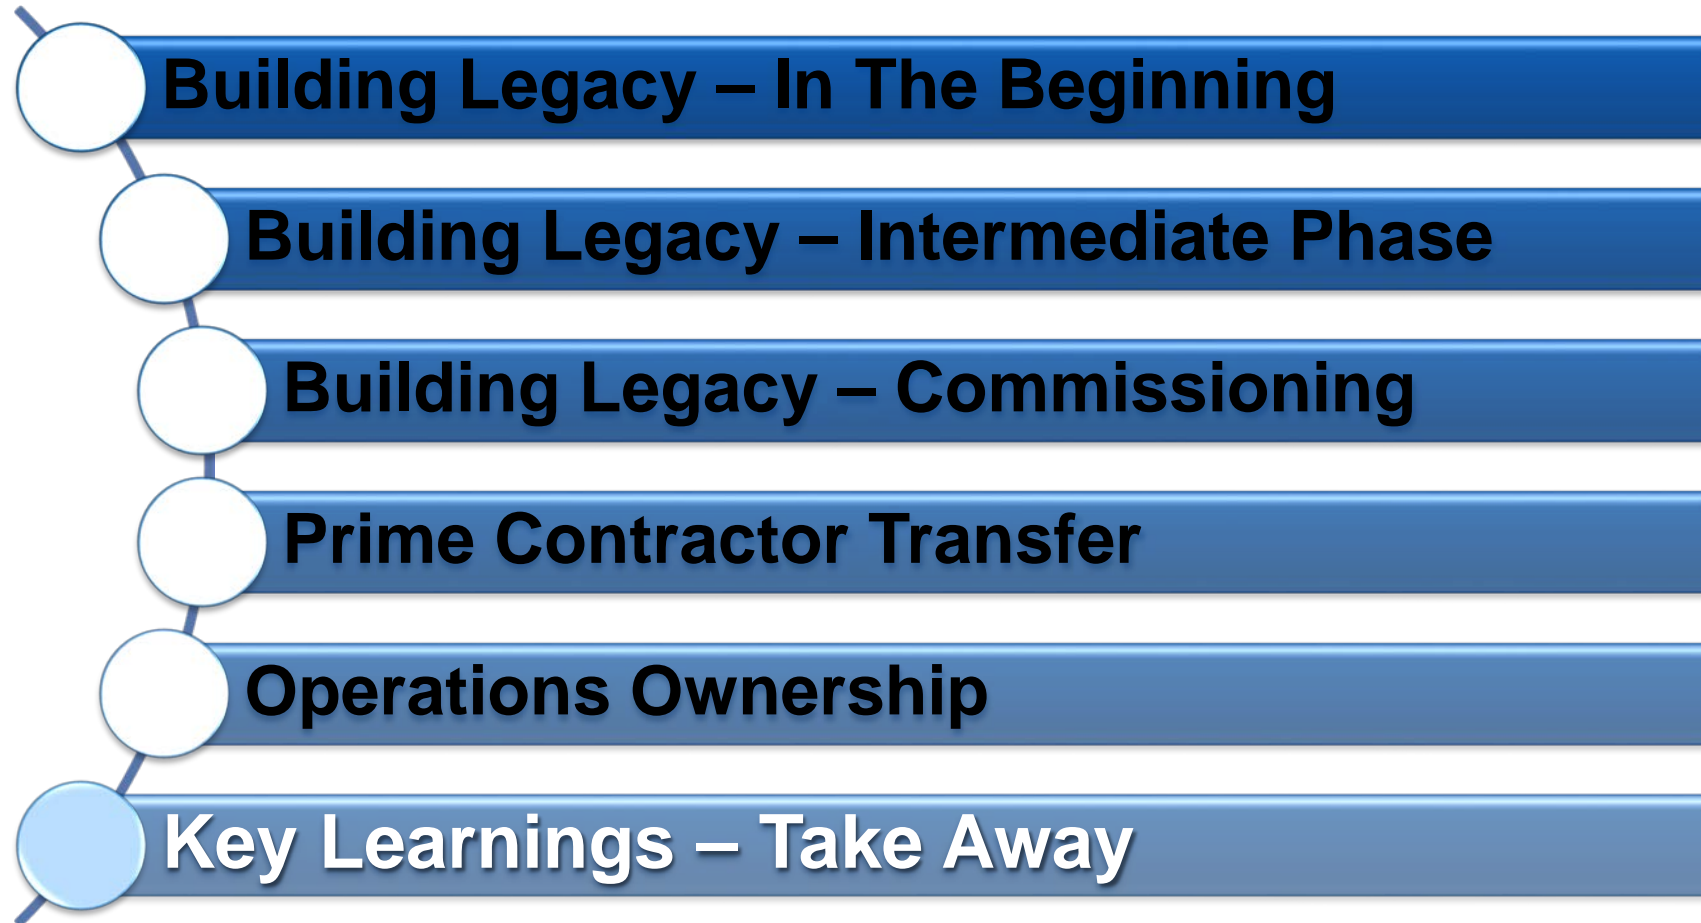 Building Legacy – In The Beginning
Building Legacy – Intermediate Phase
Building Legacy – Commissioning
Prime Contractor Transfer
Operations Ownership
Key Learnings – Take Away